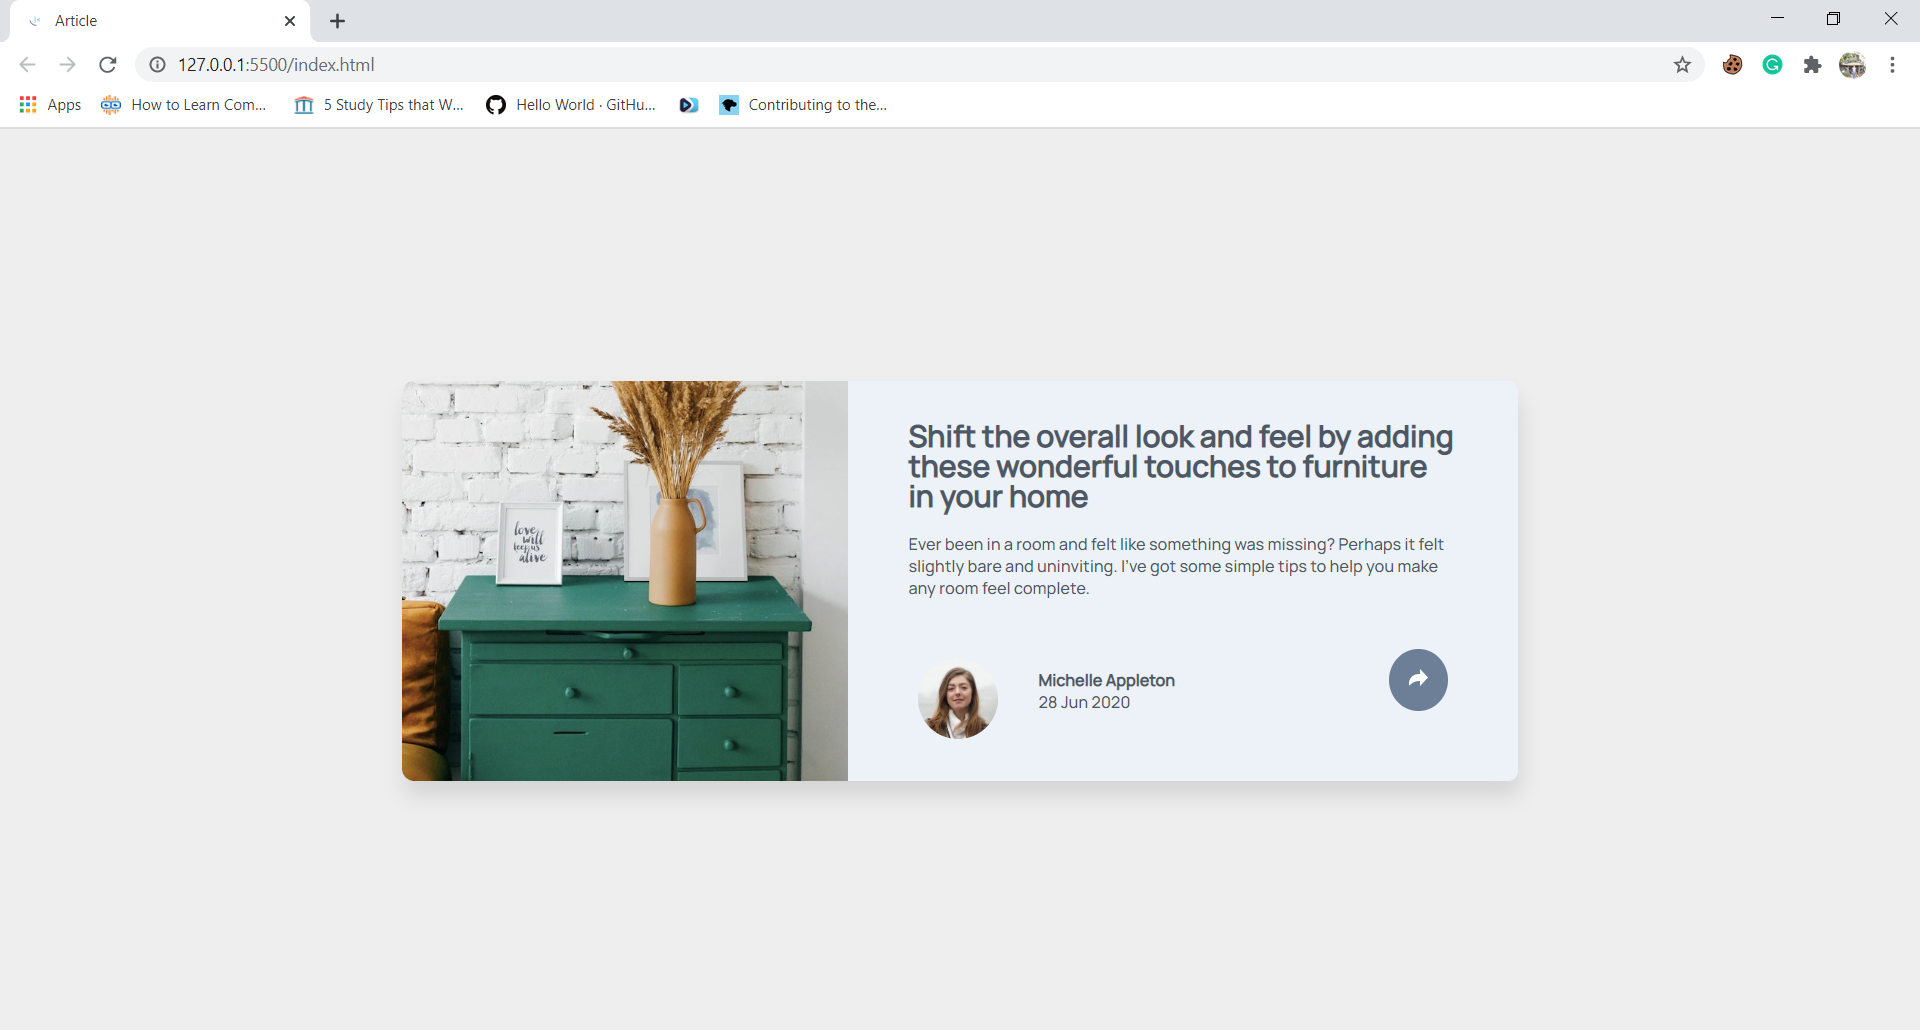 Article
127.0.0.1:5500/index.html
Apps
How to Learn Com...
5 Study Tips that W...
Hello World · GitHu...
Contributing to the...
love
will
keep us
alive
Shift the overall look and feel by adding
these wonderful touches to furniture
in your home
Ever been in a room and felt like something was missing? Perhaps it felt
slightly bare and uninviting. I’ve got some simple tips to help you make
any room feel complete.
Michelle Appleton
28 Jun 2020